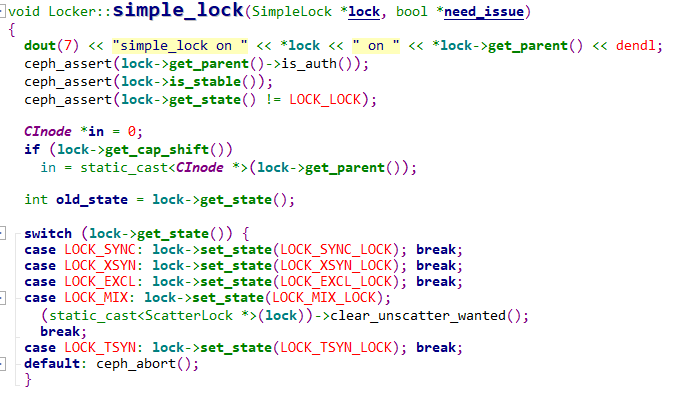 void Locker::simple_lock(SimpleLock *lock, bool *need_issue)
{
  dout(7) << "simple_lock on " << *lock << " on " << *lock->get_parent() << dendl;
  ceph_assert(lock->get_parent()->is_auth());
  ceph_assert(lock->is_stable());
  ceph_assert(lock->get_state() != LOCK_LOCK);

  CInode *in = 0;
  if (lock->get_cap_shift())
    in = static_cast<CInode *>(lock->get_parent());

  int old_state = lock->get_state();

  switch (lock->get_state()) {
  case LOCK_SYNC: lock->set_state(LOCK_SYNC_LOCK); break;
  case LOCK_XSYN: lock->set_state(LOCK_XSYN_LOCK); break;
  case LOCK_EXCL: lock->set_state(LOCK_EXCL_LOCK); break;
  case LOCK_MIX: lock->set_state(LOCK_MIX_LOCK);
    (static_cast<ScatterLock *>(lock))->clear_unscatter_wanted();
    break;
  case LOCK_TSYN: lock->set_state(LOCK_TSYN_LOCK); break;
  default: ceph_abort();
  }